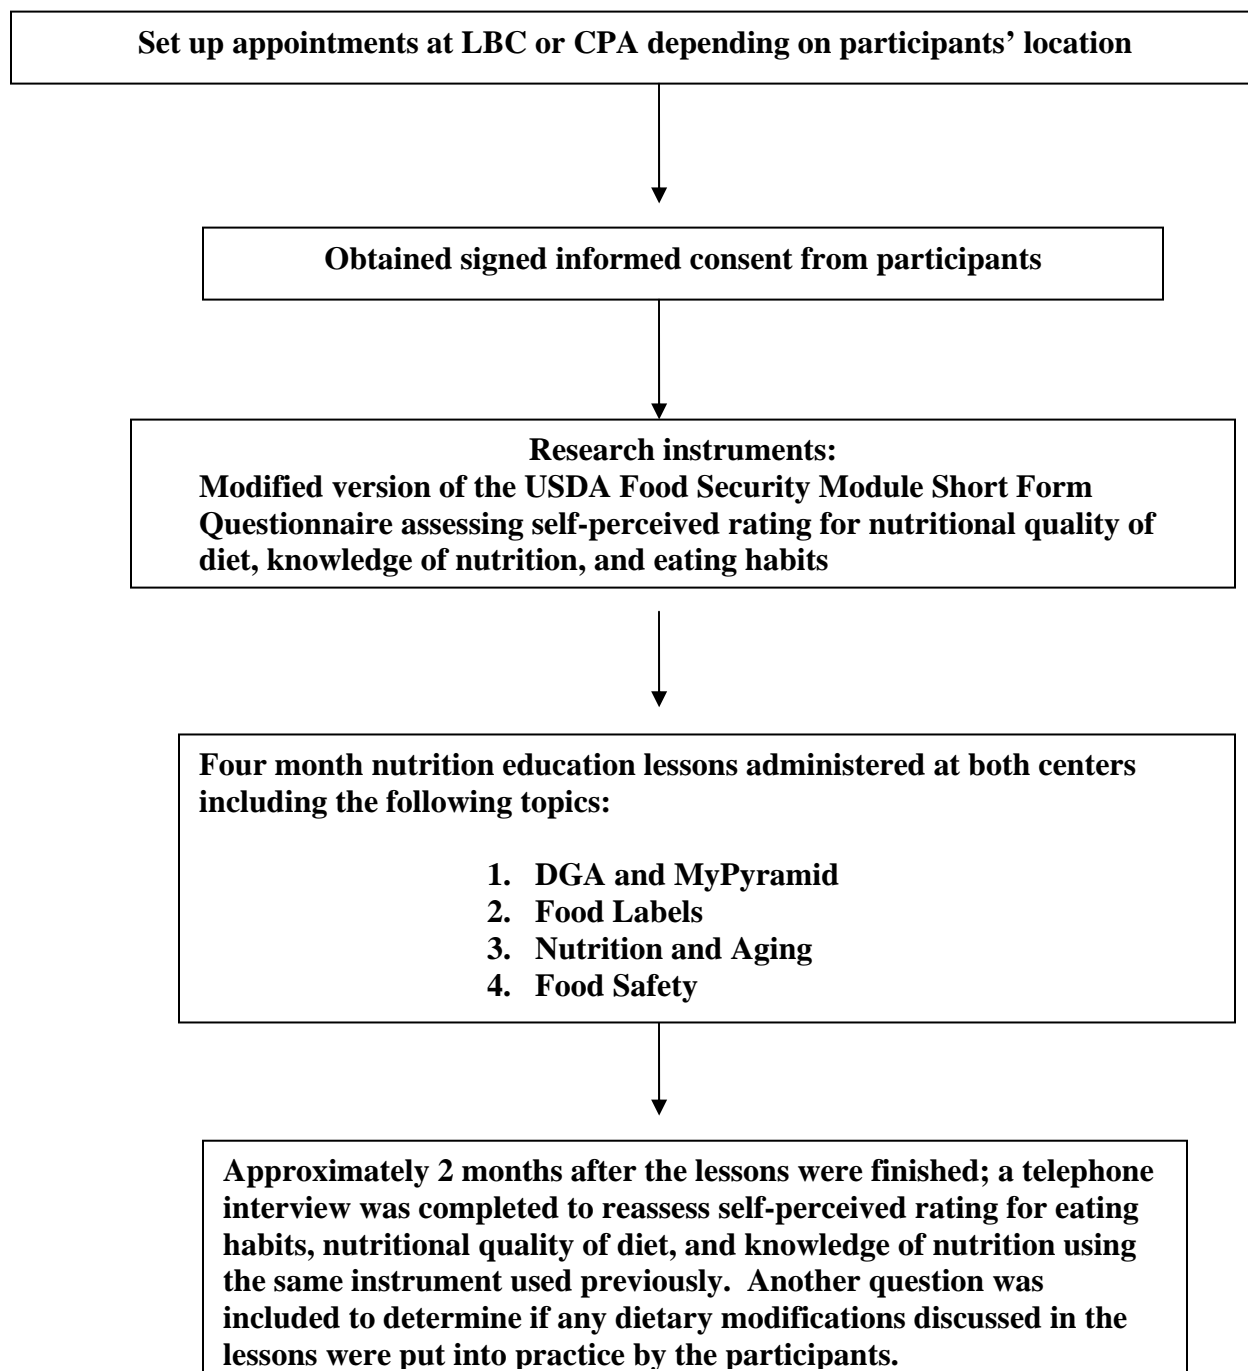 Set up appointments at LBC or CPA depending on participants’ location
Obtained signed informed consent from participants
Research instruments:
Modified version of the USDA Food Security Module Short Form
Questionnaire assessing self-perceived rating for nutritional quality of
diet, knowledge of nutrition, and eating habits
Four month nutrition education lessons administered at both centers
including the following topics:
1. DGA and MyPyramid
2. Food Labels
3. Nutrition and Aging
4. Food Safety
Approximately 2 months after the lessons were finished; a telephone
interview was completed to reassess self-perceived rating for eating
habits, nutritional quality of diet, and knowledge of nutrition using
the same instrument used previously.  Another question was
included to determine if any dietary modifications discussed in the
lessons were put into practice by the participants.